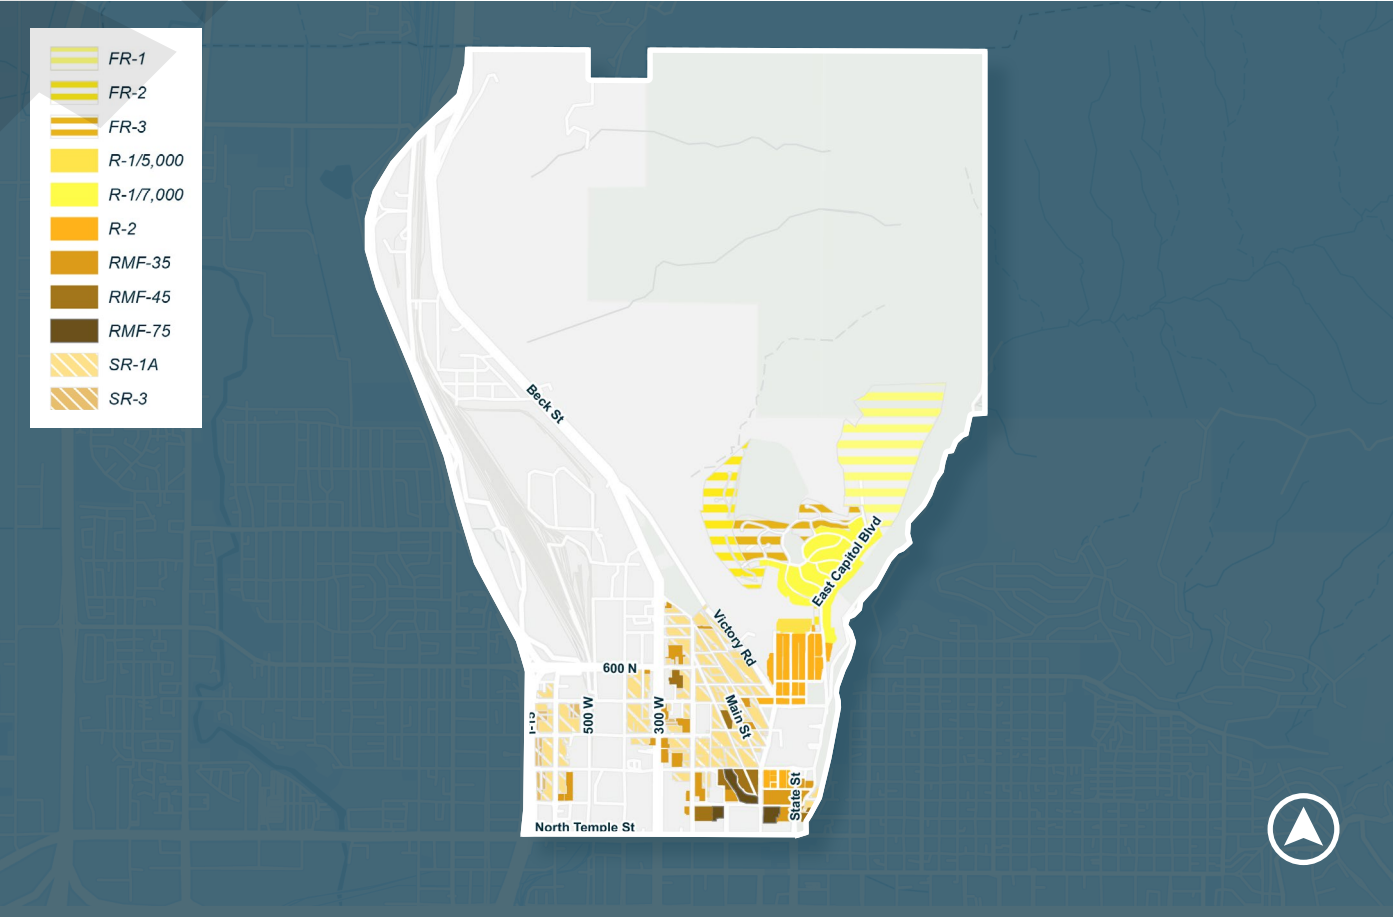 FR-1
FR-2
FR-3
R-1/5,000
R-1/7,000
R-2
RMF-35
RMF-45
RMF-75
SR-1A
SR-3
Beck St
East Capitol Blvd
Victory Rd
600 N
I-15
500 W
300 W
Main St
State St
North Temple St